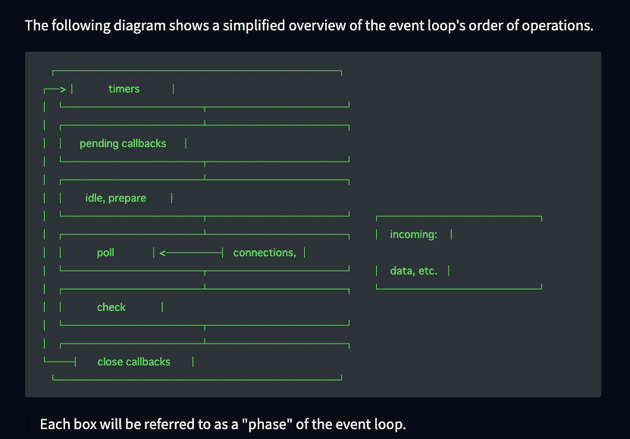 The following diagram shows a simplified overview of the event loop's order of operations.
timers
pending callbacks
idle, prepare
incoming:
poll
connections,
data, etc.
check
close callbacks
Each box will be referred to as a "phase" of the event loop.